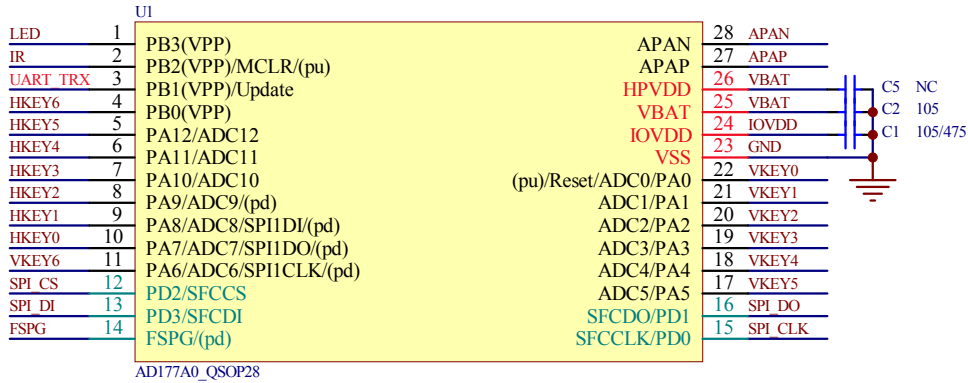 U1
LED 1 PB3(VPP) APAN 28 APAN
IR 2 PB2(VPP)/MCLR/(pu) APAP 27 APAP
UART_TRX 3 PB1(VPP)/Update HPVDD 26 VBAT C5 NC
HKEY6 4 PB0(VPP) VBAT 25 VBAT C2 105
HKEY5 5 PA12/ADC12 IOVDD 24 IOVDD C1 105/475
HKEY4 6 PA11/ADC11 VSS 23 GND
HKEY3 7 PA10/ADC10 (pu)/Reset/ADC0/PA0 22 VKEY0
HKEY2 8 PA9/ADC9/(pd) ADC1/PA1 21 VKEY1
HKEY1 9 PA8/ADC8/SPI1DI/(pd) ADC2/PA2 20 VKEY2
HKEY0 10 PA7/ADC7/SPI1DO/(pd) ADC3/PA3 19 VKEY3
VKEY6 11 PA6/ADC6/SPI1CLK/(pd) ADC4/PA4 18 VKEY4
SPI_CS 12 PD2/SFCCS ADC5/PA5 17 VKEY5
SPI_DI 13 PD3/SFCDI SFCDO/PD1 16 SPI_DO
FSPG 14 FSPG/(pd) SFCCLK/PD0 15 SPI_CLK
AD177A0_QSOP28